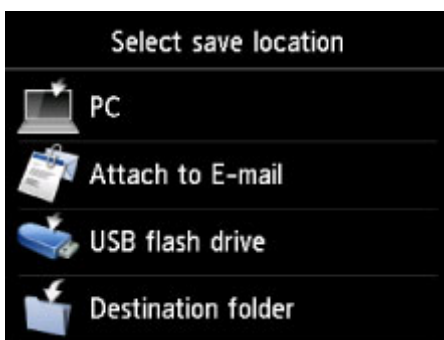 Select save location
PC
Attach to E-mail
USB flash drive
Destination folder